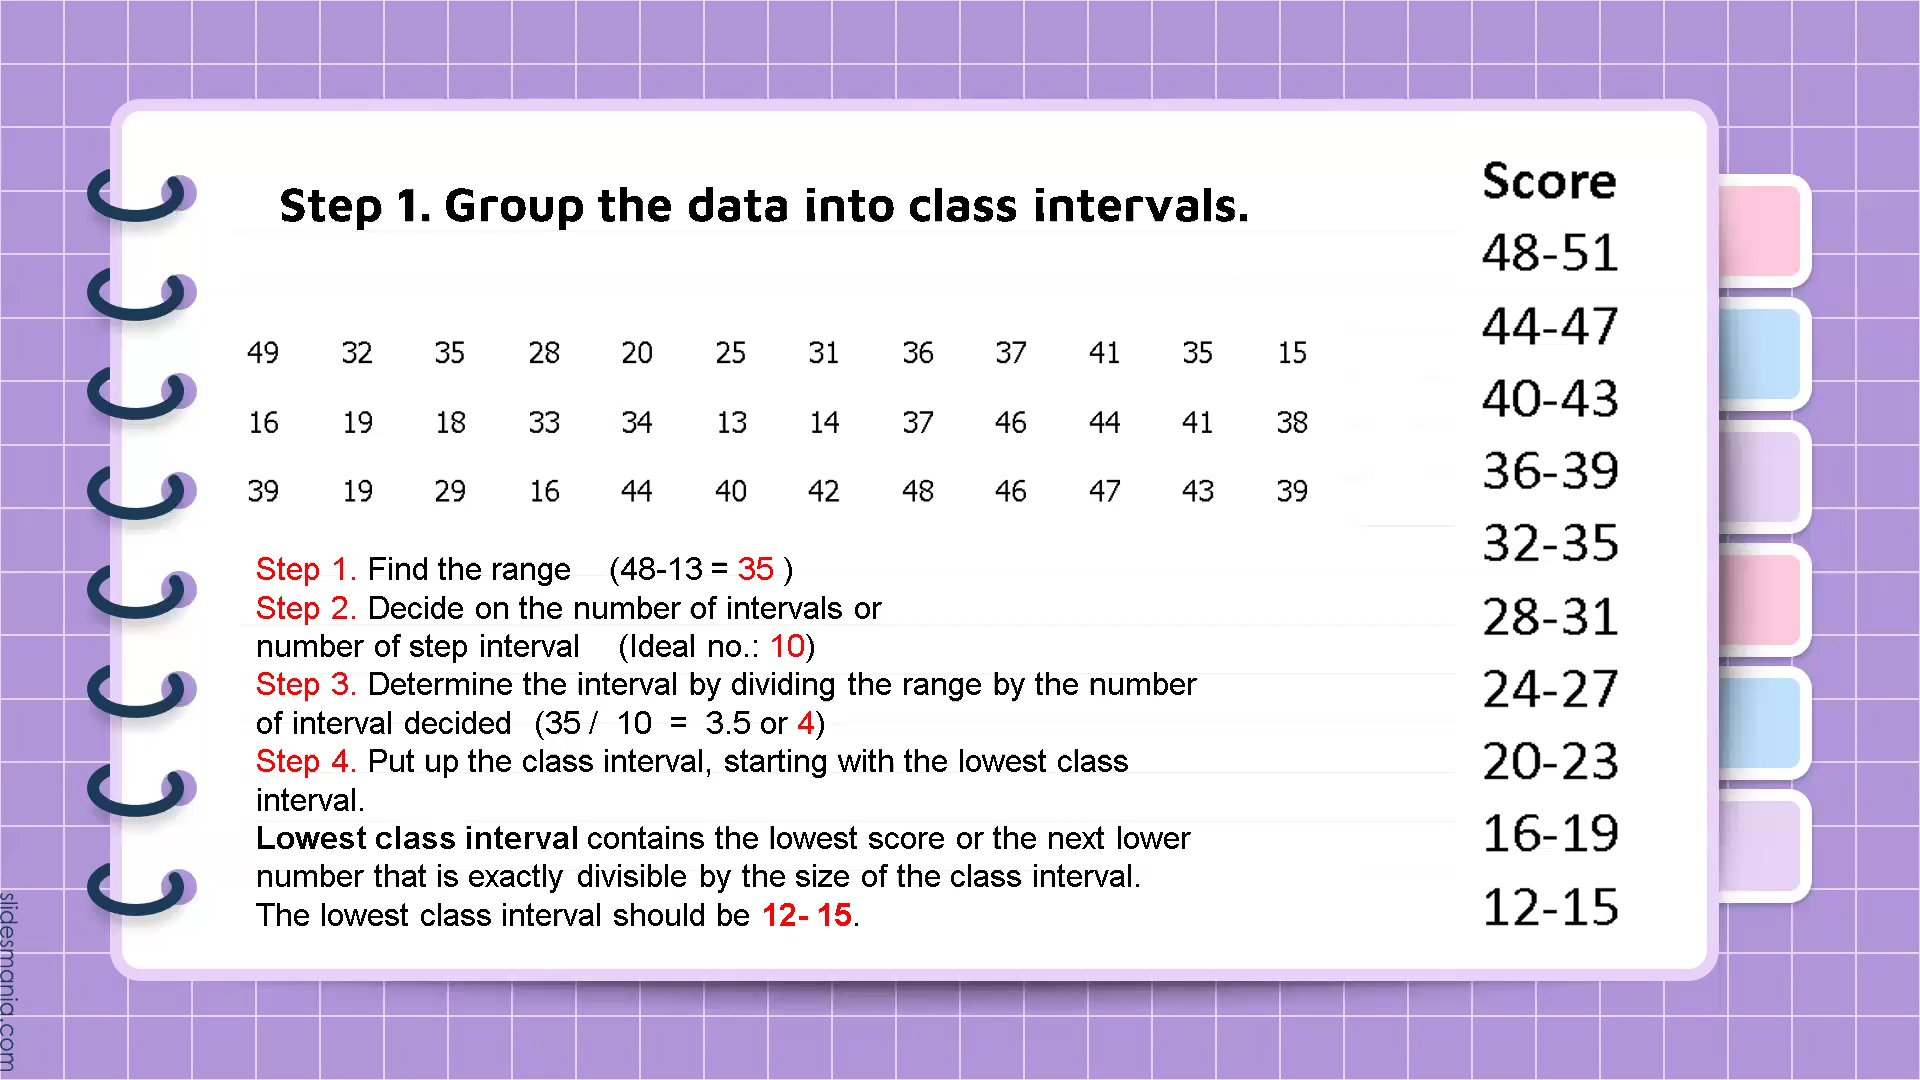 Step 1. Group the data into class intervals.
49 32 35 28 20 25 31 36 37 41 35 15
16 19 18 33 34 13 14 37 46 44 41 38
39 19 29 16 44 40 42 48 46 47 43 39
Step 1. Find the range (48-13 = 35 )
Step 2. Decide on the number of intervals or
number of step interval (Ideal no.: 10)
Step 3. Determine the interval by dividing the range by the number
of interval decided (35 / 10 = 3.5 or 4)
Step 4. Put up the class interval, starting with the lowest class
interval.
Lowest class interval contains the lowest score or the next lower
number that is exactly divisible by the size of the class interval.
The lowest class interval should be 12- 15.
Score
48-51
44-47
40-43
36-39
32-35
28-31
24-27
20-23
16-19
12-15
slidesmania.com